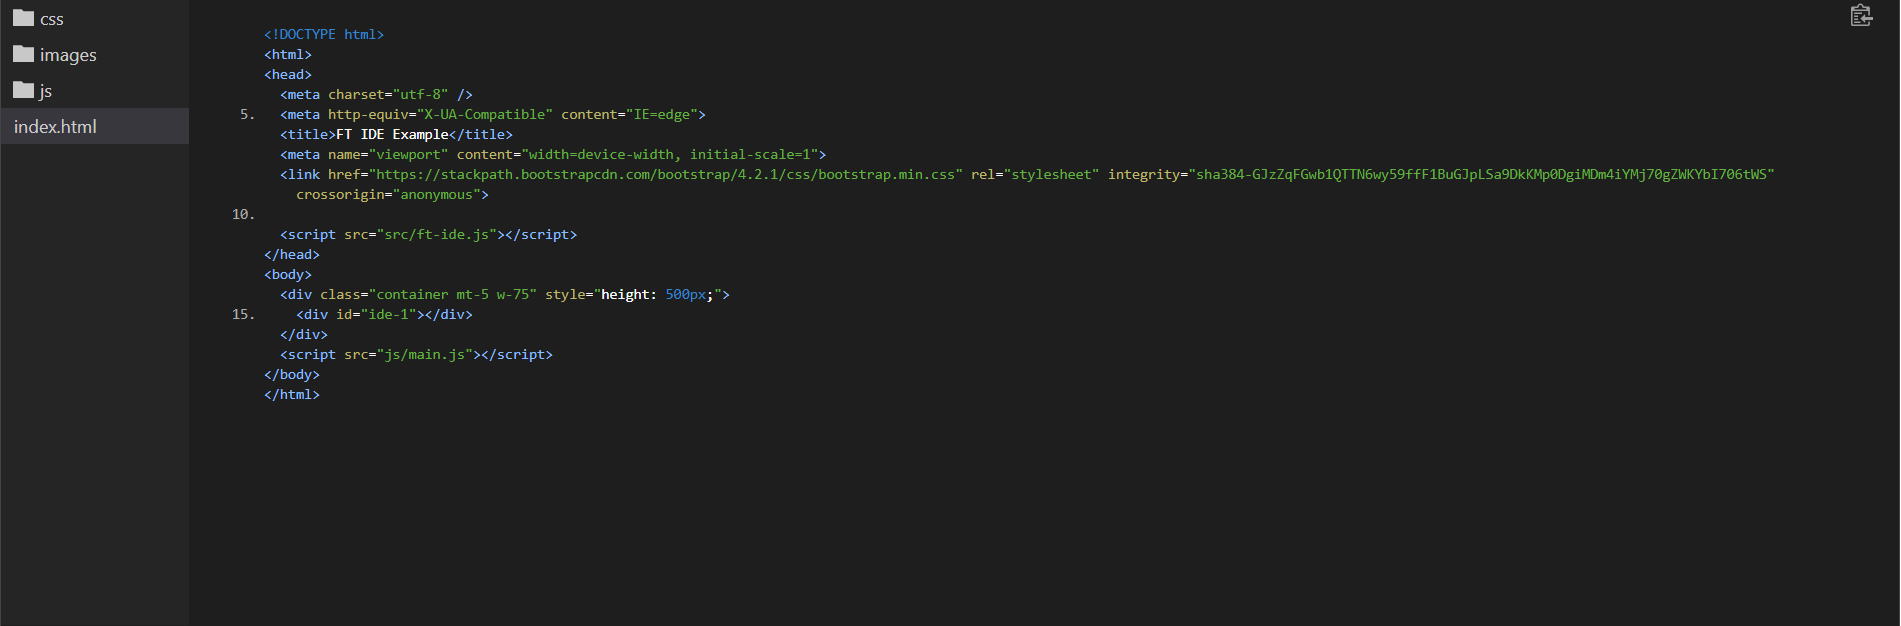 css
images
js
index.html
<!DOCTYPE html>
<html>
<head>
  <meta charset="utf-8" />
5.  <meta http-equiv="X-UA-Compatible" content="IE=edge">
  <title>FT IDE Example</title>
  <meta name="viewport" content="width=device-width, initial-scale=1">
  <link href="https://stackpath.bootstrapcdn.com/bootstrap/4.2.1/css/bootstrap.min.css" rel="stylesheet" integrity="sha384-GJzZqFGwb1QTTN6wy59ffF1BuGJpLSa9DkKMp0DgiMDm4iYMj70gZWKYbI706tWS"
    crossorigin="anonymous">
10.
  <script src="src/ft-ide.js"></script>
</head>
<body>
  <div class="container mt-5 w-75" style="height: 500px;">
15.    <div id="ide-1"></div>
  </div>
  <script src="js/main.js"></script>
</body>
</html>